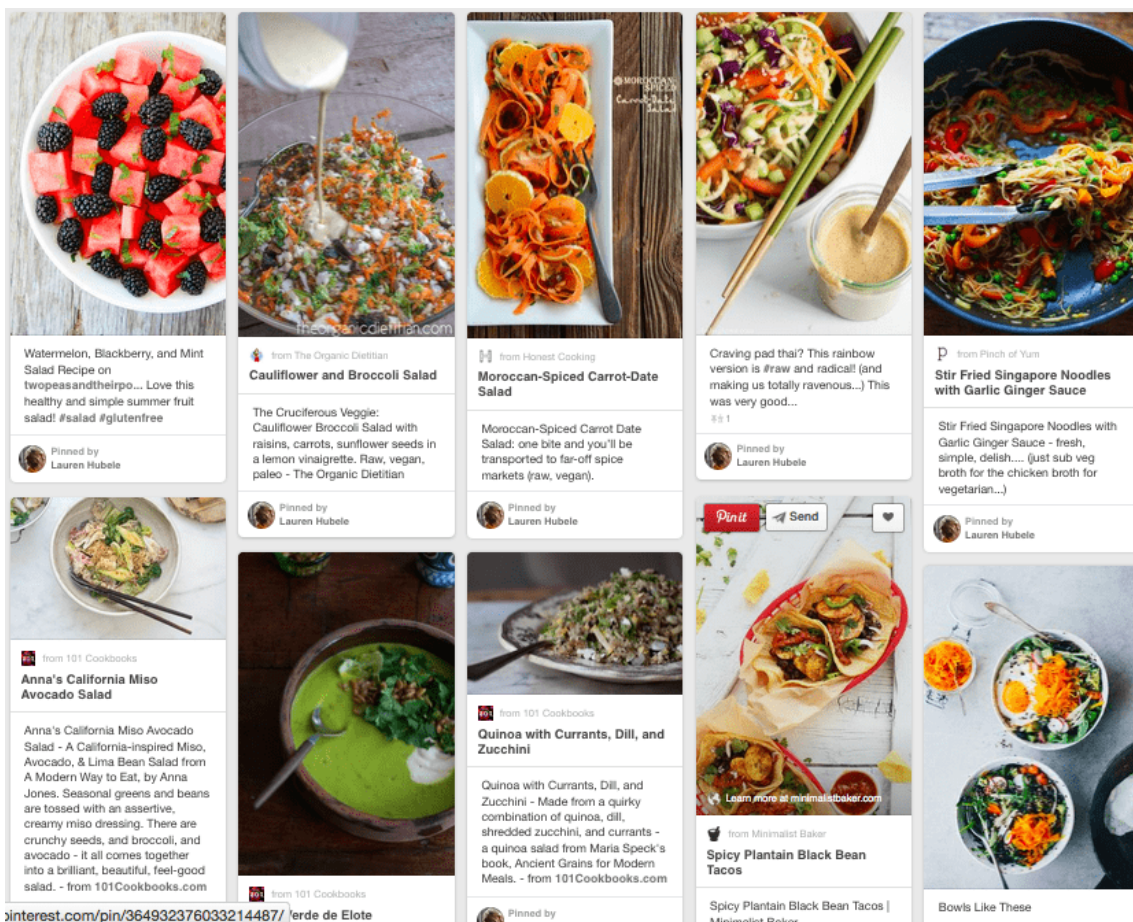 Watermelon, Blackberry, and Mint
Salad Recipe on
twopeasandtheirpo... Love this
healthy and simple summer fruit
salad! #salad #glutenfree
Pinned by
Lauren Hubele
from 101 Cookbooks
Anna's California Miso
Avocado Salad
Anna's California Miso Avocado
Salad - A California-inspired Miso,
Avocado, & Lima Bean Salad from
A Modern Way to Eat, by Anna
Jones. Seasonal greens and beans
are tossed with an assertive,
creamy miso dressing. There are
crunchy seeds, and broccoli, and
avocado - it all comes together
into a brilliant, beautiful, feel-good
salad. - from 101Cookbooks.com
pinterest.com/pin/364932376033214487/
theorganicdietitian.com
from The Organic Dietitian
Cauliflower and Broccoli Salad
The Cruciferous Veggie:
Cauliflower Broccoli Salad with
raisins, carrots, sunflower seeds in
a lemon vinaigrette. Raw, vegan,
paleo - The Organic Dietitian
Pinned by
Lauren Hubele
from 101 Cookbooks
Verde de Elote
MOROCCAN-
SPICED
Carrot-Date
Salad
from Honest Cooking
Moroccan-Spiced Carrot-Date
Salad
Moroccan-Spiced Carrot Date
Salad: one bite and you'll be
transported to far-off spice
markets (raw, vegan).
Pinned by
Lauren Hubele
from 101 Cookbooks
Quinoa with Currants, Dill, and
Zucchini
Quinoa with Currants, Dill, and
Zucchini - Made from a quirky
combination of quinoa, dill,
shredded zucchini, and currants -
a quinoa salad from Maria Speck's
book, Ancient Grains for Modern
Meals. - from 101Cookbooks.com
Pinned by
Craving pad thai? This rainbow
version is #raw and radical! (and
making us totally ravenous...) This
was very good...
1
Pinned by
Lauren Hubele
Pinit
Send
Learn more at minimalistbaker.com
from Minimalist Baker
Spicy Plantain Black Bean
Tacos
Spicy Plantain Black Bean Tacos |
Minimalist Baker
from Pinch of Yum
Stir Fried Singapore Noodles
with Garlic Ginger Sauce
Stir Fried Singapore Noodles with
Garlic Ginger Sauce - fresh,
simple, delish.... (just sub veg
broth for the chicken broth for
vegetarian...)
Pinned by
Lauren Hubele
Bowls Like These